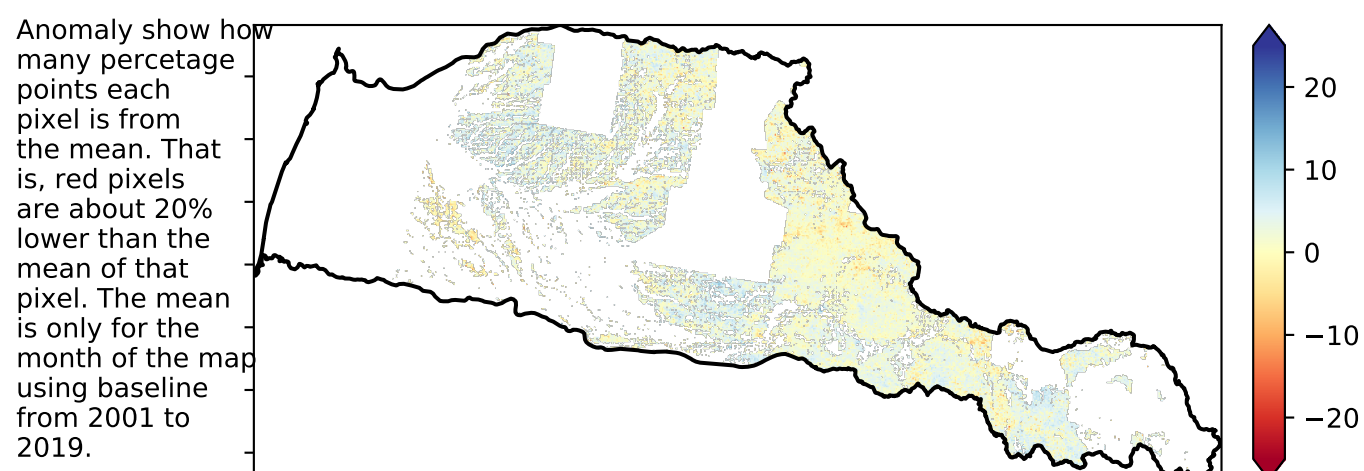 Anomaly show how
many percetage
points each
pixel is from
the mean. That
is, red pixels
are about 20%
lower than the
mean of that
pixel. The mean
is only for the
month of the map
using baseline
from 2001 to
2019.
20
10
0
−10
−20